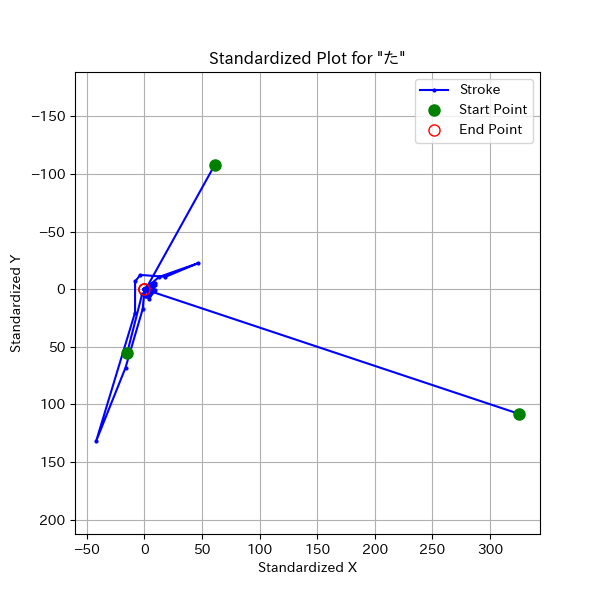 Standardized Plot for "た"
Stroke
Start Point
End Point
Standardized Y
−150
−100
−50
0
50
100
150
200
−50 0 50 100 150 200 250 300
Standardized X